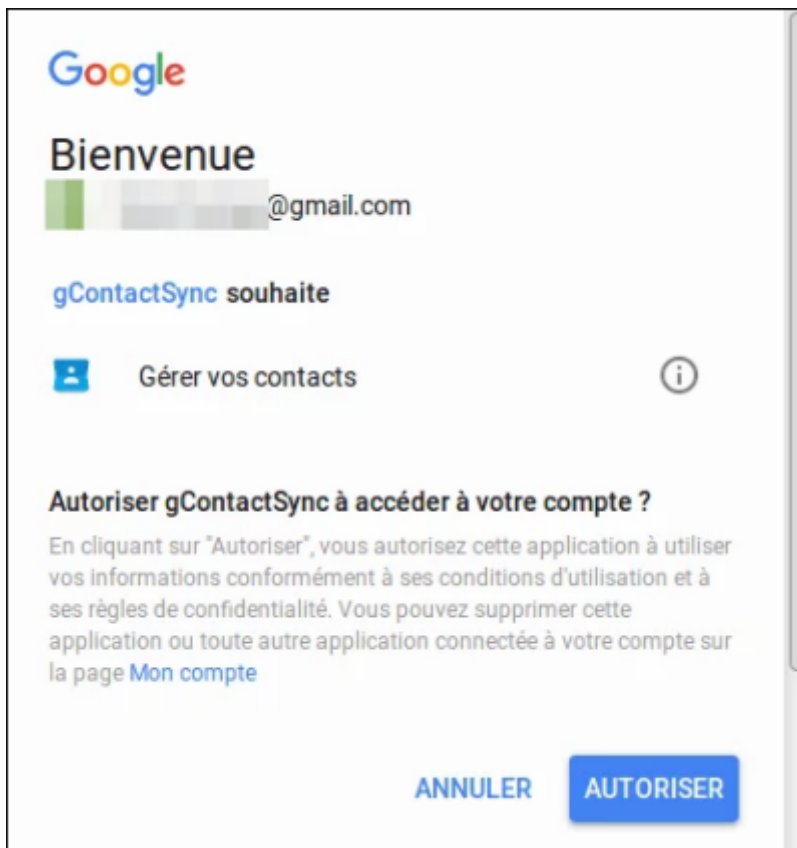 Google
Bienvenue
@gmail.com
gContactSync souhaite
Gérer vos contacts
Autoriser gContactSync à accéder à votre compte ?
En cliquant sur "Autoriser", vous autorisez cette application à utiliser
vos informations conformément à ses conditions d'utilisation et à
ses règles de confidentialité. Vous pouvez supprimer cette
application ou toute autre application connectée à votre compte sur
la page Mon compte
ANNULER AUTORISER